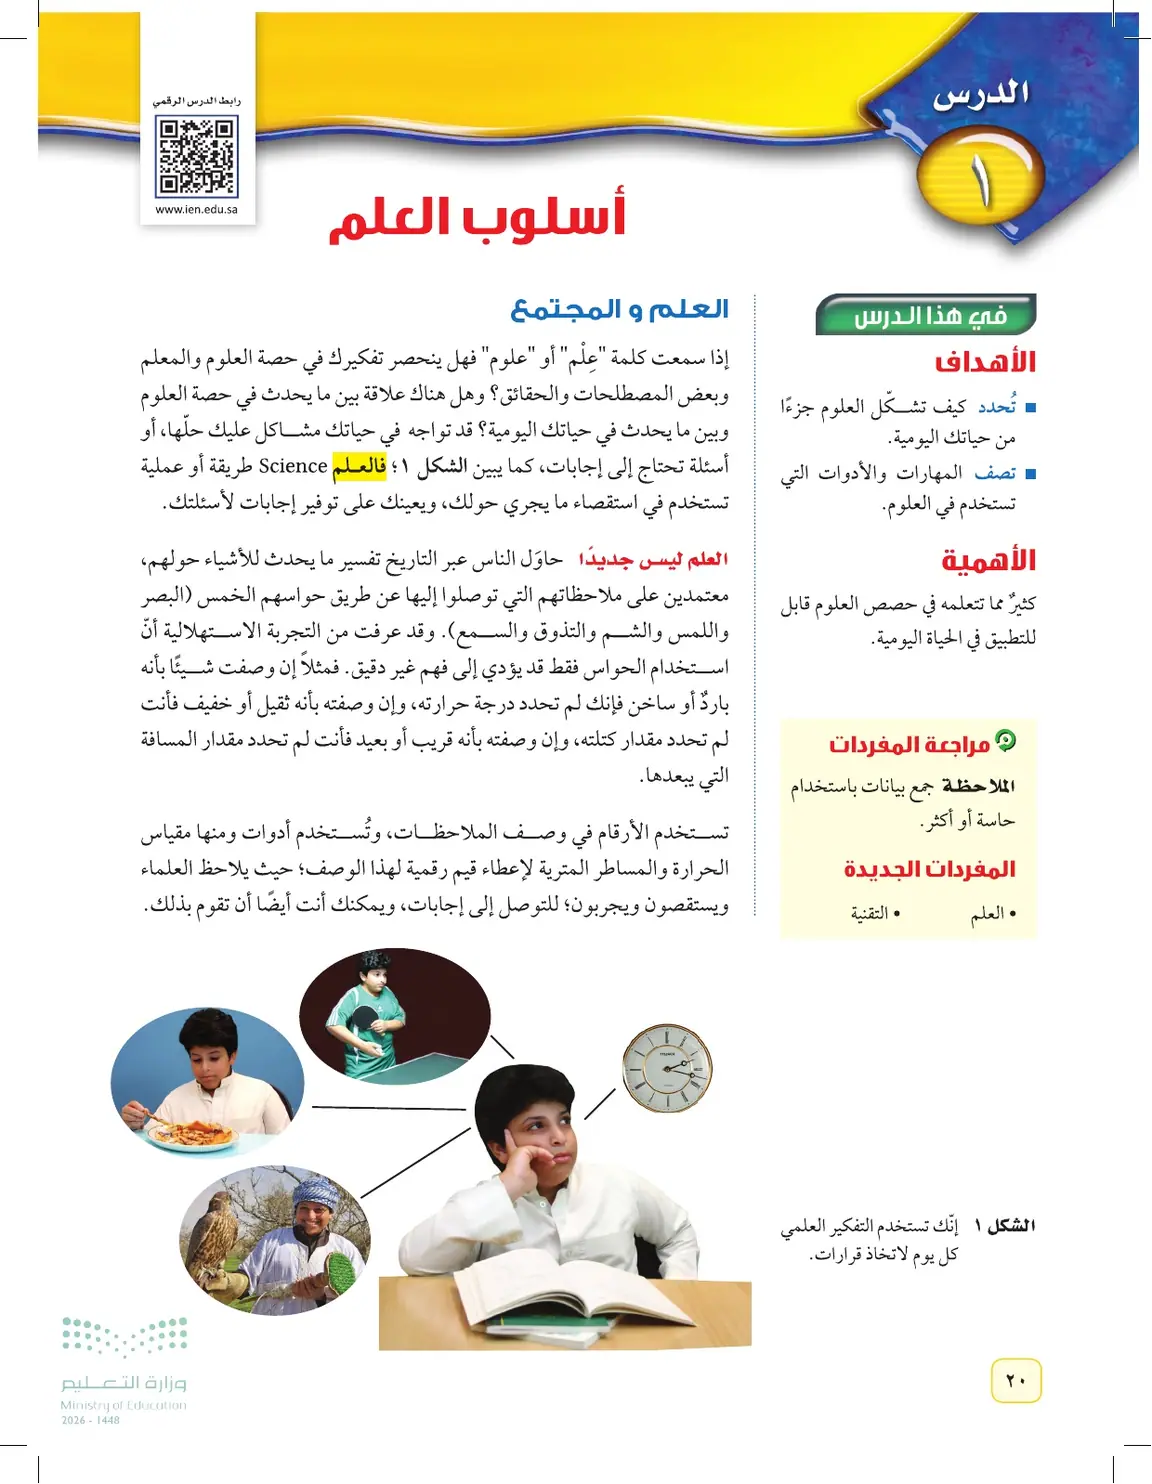 الدرس
١
رابط الدرس الرقمي
www.ien.edu.sa
أسلوب العلم
في هذا الدرس
الأهداف
تُحدد كيف تشكّل العلوم جزءًا
من حياتك اليومية.
تصف المهارات والأدوات التي
تستخدم في العلوم.
الأهمية
كثيرٌ مما تتعلمه في حصص العلوم قابل
للتطبيق في الحياة اليومية.
مراجعة المفردات
الملاحظة جمع بيانات باستخدام
حاسة أو أكثر.
المفردات الجديدة
• العلم • التقنية
العلم و المجتمع
إذا سمعت كلمة "عِلْم" أو "علوم" فهل ينحصر تفكيرك في حصة العلوم والمعلم
وبعض المصطلحات والحقائق؟ وهل هناك علاقة بين ما يحدث في حصة العلوم
وبين ما يحدث في حياتك اليومية؟ قد تواجه في حياتك مشاكل عليك حلّها، أو
أسئلة تحتاج إلى إجابات، كما يبين الشكل ١؛ فالعلم Science طريقة أو عملية
تستخدم في استقصاء ما يجري حولك، ويعينك على توفير إجابات لأسئلتك.
العلم ليس جديدًا حاوَل الناس عبر التاريخ تفسير ما يحدث للأشياء حولهم،
معتمدين على ملاحظاتهم التي توصلوا إليها عن طريق حواسهم الخمس (البصر
واللمس والشم والتذوق والسمع). وقد عرفت من التجربة الاستهلالية أنّ
استخدام الحواس فقط قد يؤدي إلى فهم غير دقيق. فمثلاً إن وصفت شيئًا بأنه
باردٌ أو ساخن فإنك لم تحدد درجة حرارته، وإن وصفته بأنه ثقيل أو خفيف فأنت
لم تحدد مقدار كتلته، وإن وصفته بأنه قريب أو بعيد فأنت لم تحدد مقدار المسافة
التي يبعدها.
تستخدم الأرقام في وصف الملاحظات، وتُستخدم أدوات ومنها مقياس
الحرارة والمساطر المترية لإعطاء قيم رقمية لهذا الوصف؛ حيث يلاحظ العلماء
ويستقصون ويجربون؛ للتوصل إلى إجابات، ويمكنك أنت أيضًا أن تقوم بذلك.
الشكل ١ إنّك تستخدم التفكير العلمي
كل يوم لاتخاذ قرارات.
وزارة التعليم
Ministry of Education
2026 - 1448
٢٠